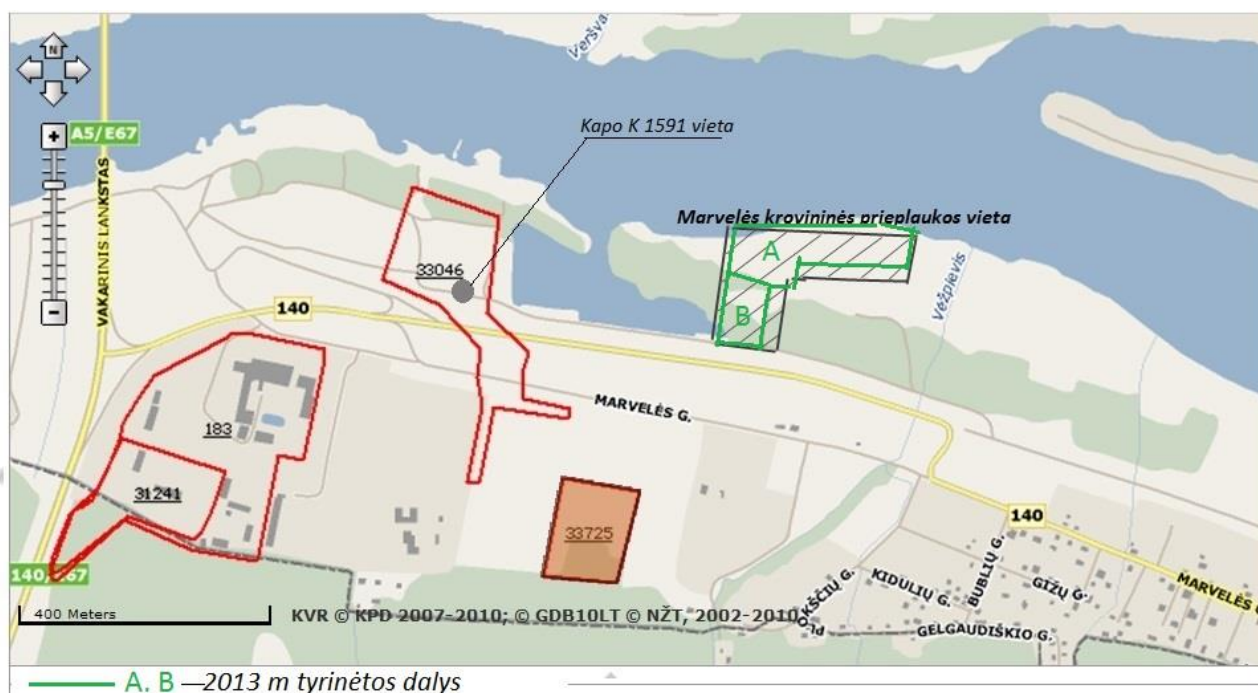 Veršva
N
A5/E67
VAKARINIS LANKSTAS
Kapo K 1591 vieta
Marvelės krovininės prieplaukos vieta
A
B
Vėžpievis
33046
140
MARVELĖS G.
183
31241
33725
140
140/E67
MARVELĖS
PLOKŠČIŲ G.
KIDULIŲ G.
BUBLIŲ G.
GIŽŲ G.
GELGAUDIŠKIO G.
400 Meters
KVR © KPD 2007-2010; © GDB10LT © NŽT, 2002-2010
A. B — 2013 m tyrinėtos dalys